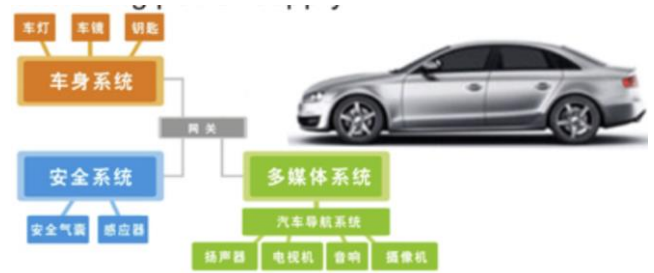 车灯 车镜 钥匙
车身系统
网关
安全系统 多媒体系统
汽车导航系统
安全气囊 感应器
扬声器 电视机 音响 摄像机